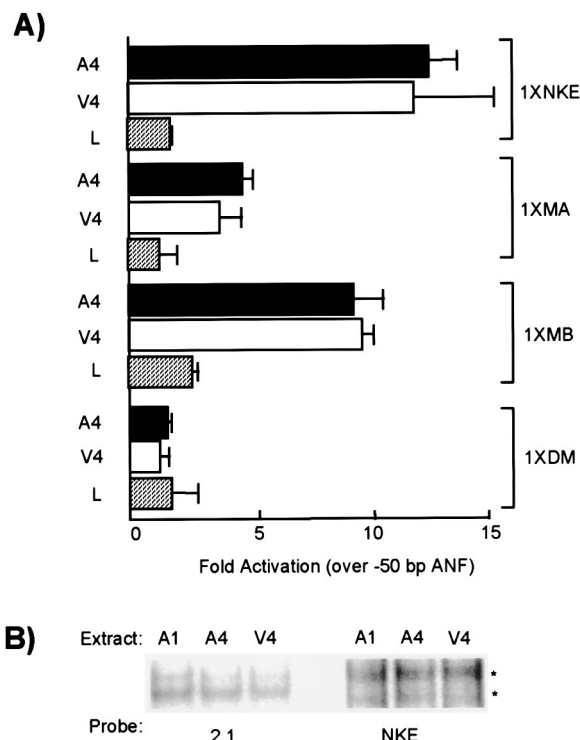 A)
A4
V4
L
1XNKE
A4
V4
L
1XMA
A4
V4
L
1XMB
A4
V4
L
1XDM
0 5 10 15
Fold Activation (over -50 bp ANF)
B)
Extract: A1 A4 V4 A1 A4 V4
*
*
Probe: 2.1 NKE